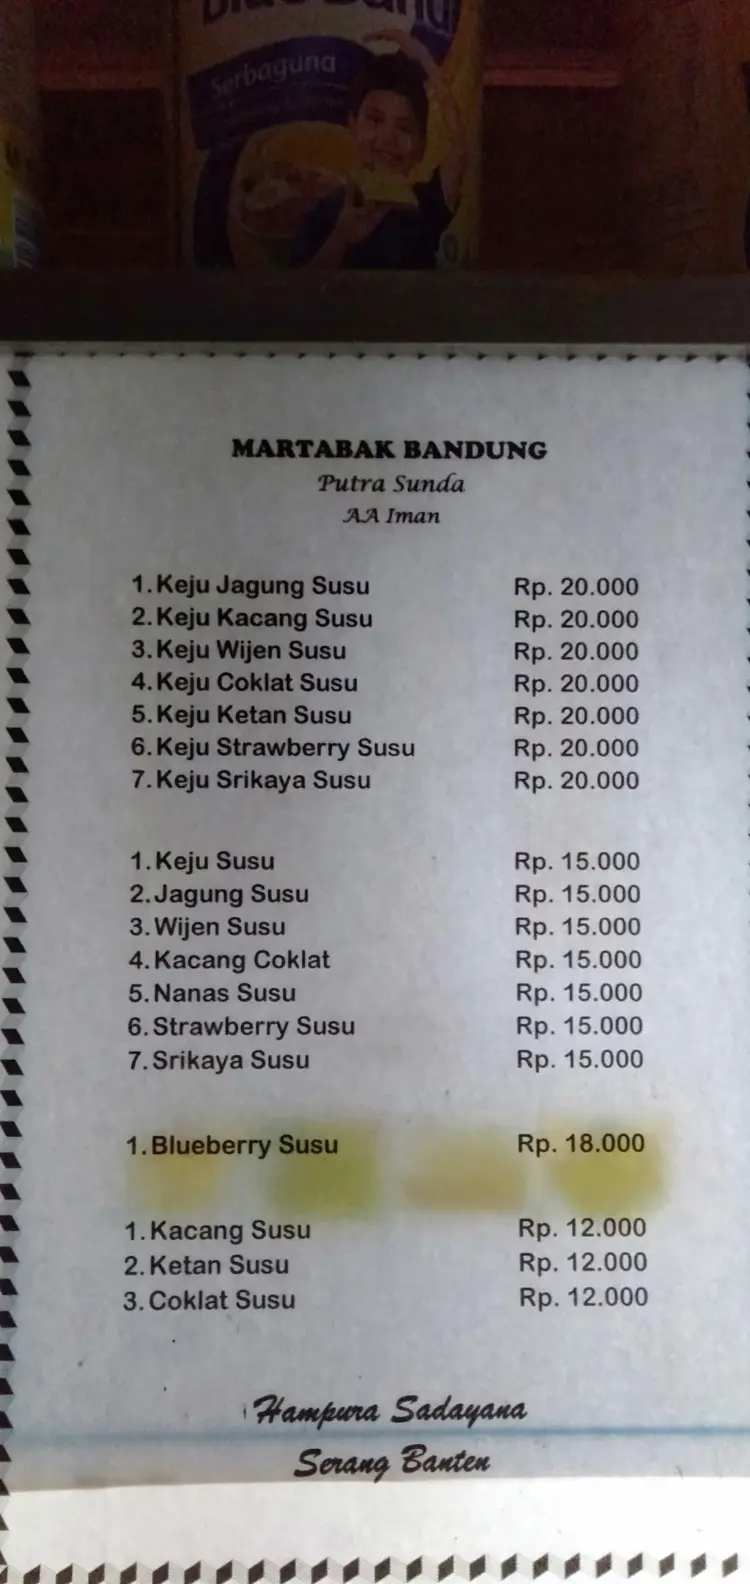 Blue Band
Serbaguna
MARTABAK BANDUNG
Putra Sunda
AA Iman
1. Keju Jagung Susu Rp. 20.000
2. Keju Kacang Susu Rp. 20.000
3. Keju Wijen Susu Rp. 20.000
4. Keju Coklat Susu Rp. 20.000
5. Keju Ketan Susu Rp. 20.000
6. Keju Strawberry Susu Rp. 20.000
7. Keju Srikaya Susu Rp. 20.000
1. Keju Susu Rp. 15.000
2. Jagung Susu Rp. 15.000
3. Wijen Susu Rp. 15.000
4. Kacang Coklat Rp. 15.000
5. Nanas Susu Rp. 15.000
6. Strawberry Susu Rp. 15.000
7. Srikaya Susu Rp. 15.000
1. Blueberry Susu Rp. 18.000
1. Kacang Susu Rp. 12.000
2. Ketan Susu Rp. 12.000
3. Coklat Susu Rp. 12.000
Hampura Sadayana
Serang Banten